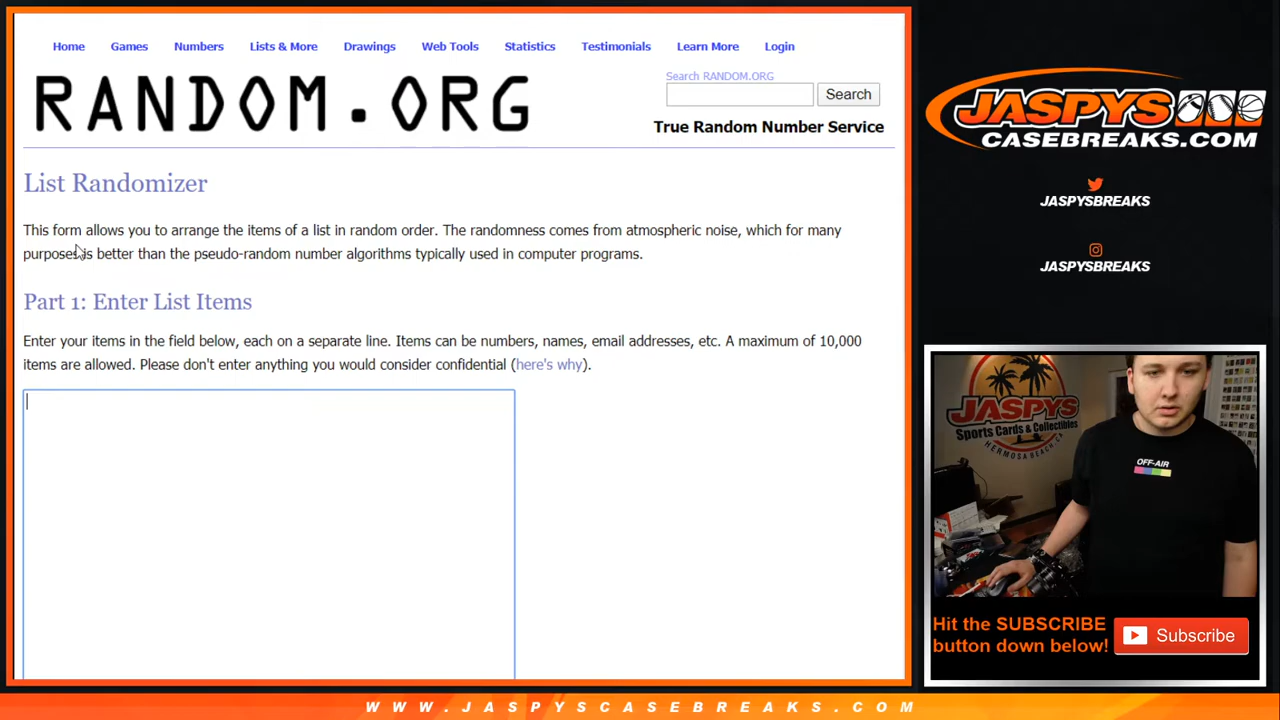 Home Games Numbers Lists & More Drawings Web Tools Statistics Testimonials Learn More Login
RANDOM.ORG
Search RANDOM.ORG
Search
True Random Number Service
List Randomizer
This form allows you to arrange the items of a list in random order. The randomness comes from atmospheric noise, which for many
purposes is better than the pseudo-random number algorithms typically used in computer programs.
Part 1: Enter List Items
Enter your items in the field below, each on a separate line. Items can be numbers, names, email addresses, etc. A maximum of 10,000
items are allowed. Please don't enter anything you would consider confidential (here's why).
JASPYS
CASEBREAKS.COM
JASPYSBREAKS
JASPYSBREAKS
JASPYS
Sports Cards & Collectibles
HERMOSA BEACH, CA
OFF-AIR
Hit the SUBSCRIBE
button down below!
Subscribe
WWW.JASPYSCASEBREAKS.COM